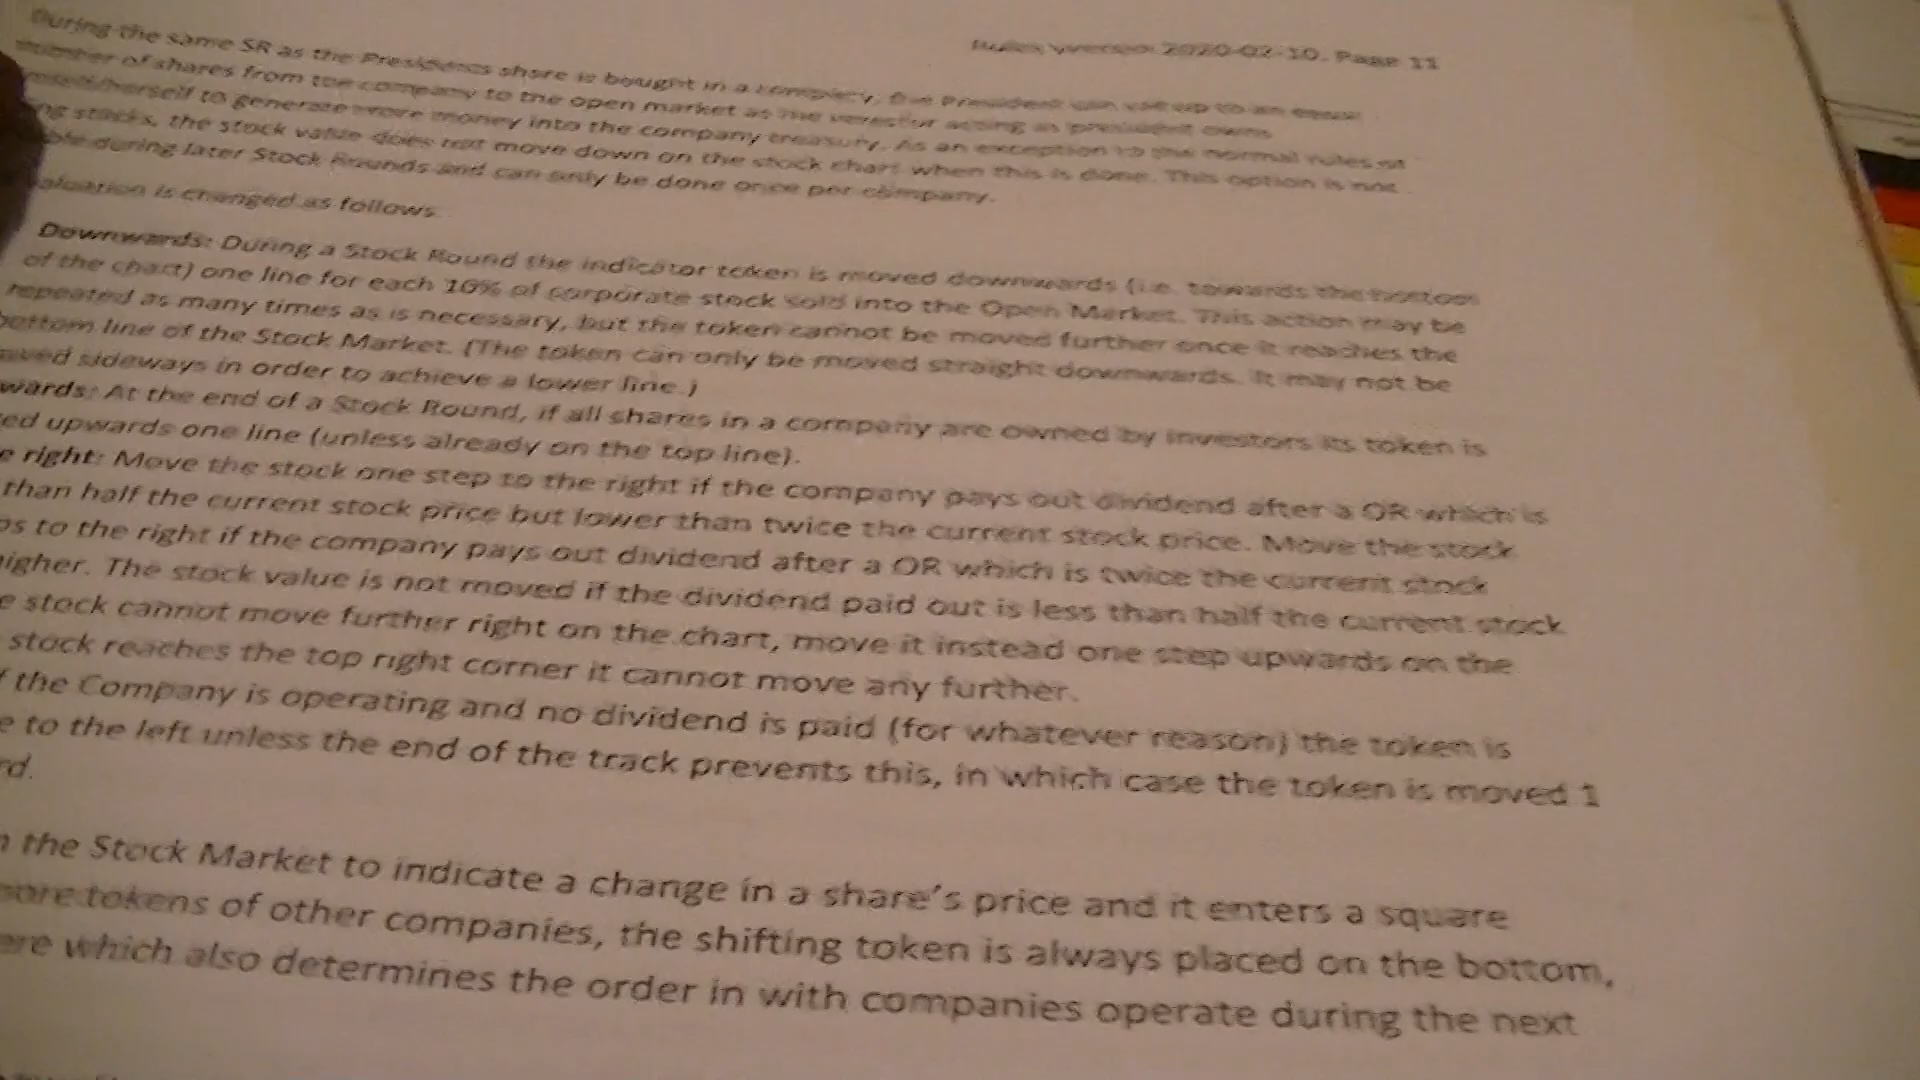 Rules version 2020-02-10. Page 11
During the same SR as the Presidents share is bought in a company, the President can use up to an equal
number of shares from the company to the open market as the investor acting as president owns
himself/herself to generate more money into the company treasury. As an exception to the normal rules of
ng stocks, the stock value does not move down on the stock chart when this is done. This option is not
ble during later Stock Rounds and can only be done once per company.
aluation is changed as follows
Downwards: During a Stock Round the indicator token is moved downwards (i.e. towards the bottom
of the chart) one line for each 10% of corporate stock sold into the Open Market. This action may be
repeated as many times as is necessary, but the token cannot be moved further once it reaches the
bottom line of the Stock Market. (The token can only be moved straight downwards. It may not be
oved sideways in order to achieve a lower line.)
wards: At the end of a Stock Round, if all shares in a company are owned by investors its token is
ed upwards one line (unless already on the top line).
e right: Move the stock one step to the right if the company pays out dividend after a OR which is
than half the current stock price but lower than twice the current stock price. Move the stock
ps to the right if the company pays out dividend after a OR which is twice the current stock
higher. The stock value is not moved if the dividend paid out is less than half the current stock
e stock cannot move further right on the chart, move it instead one step upwards on the
stock reaches the top right corner it cannot move any further.
f the Company is operating and no dividend is paid (for whatever reason) the token is
e to the left unless the end of the track prevents this, in which case the token is moved 1
rd.
n the Stock Market to indicate a change in a share's price and it enters a square
more tokens of other companies, the shifting token is always placed on the bottom,
are which also determines the order in with companies operate during the next